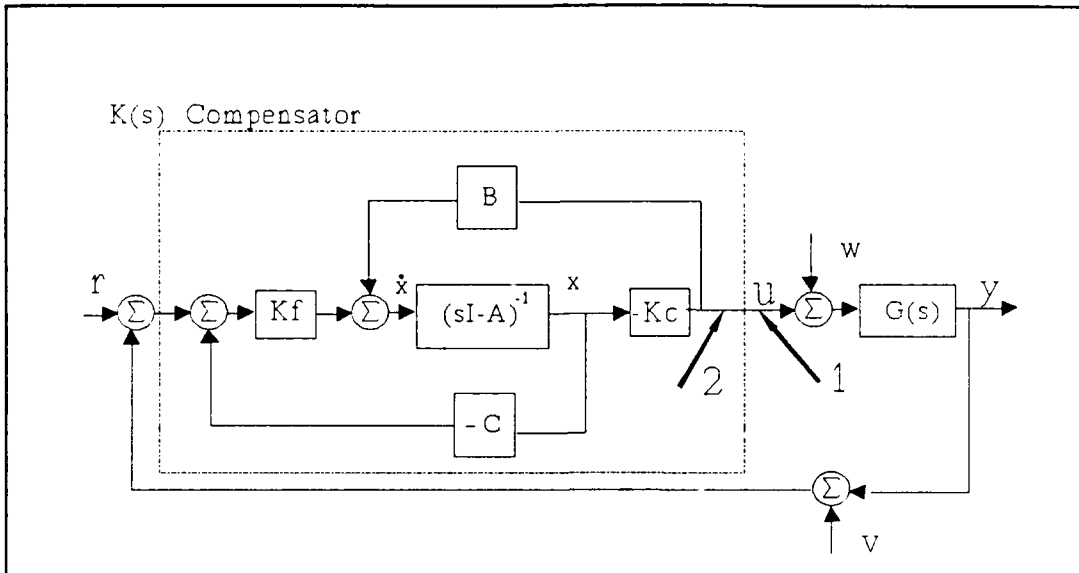 K(s) Compensator
B
w
r
Σ
Σ
Kf
Σ
ẋ
(sI-A)⁻¹
x
-Kc
u
Σ
G(s)
y
2
1
-C
Σ
v